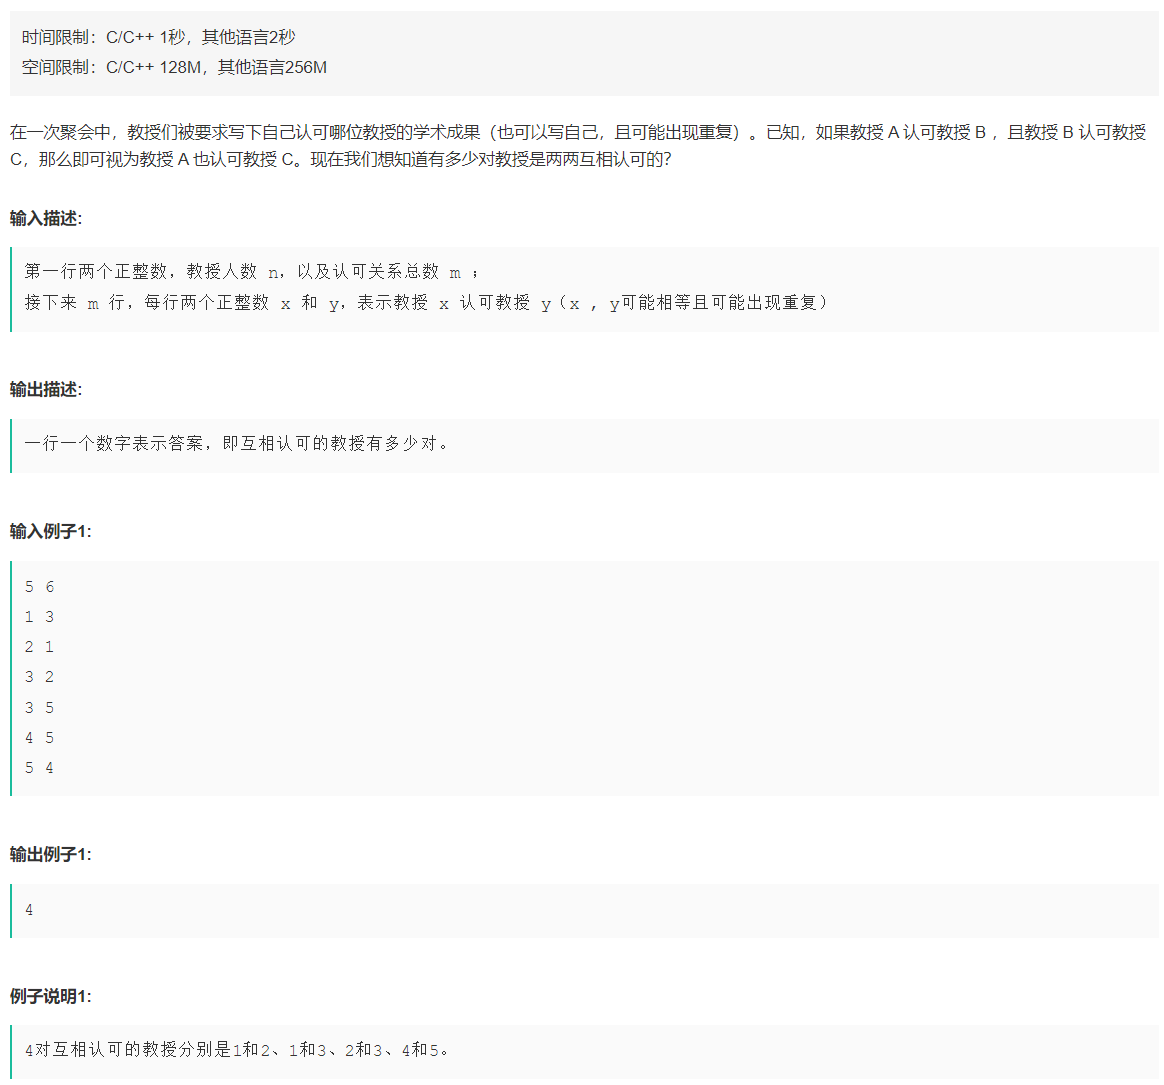 时间限制：C/C++ 1秒，其他语言2秒
空间限制：C/C++ 128M，其他语言256M
在一次聚会中，教授们被要求写下自己认可哪位教授的学术成果（也可以写自己，且可能出现重复）。已知，如果教授 A 认可教授 B ，且教授 B 认可教授
C，那么即可视为教授 A 也认可教授 C。现在我们想知道有多少对教授是两两互相认可的？
输入描述:
第一行两个正整数，教授人数 n，以及认可关系总数 m ；
接下来 m 行，每行两个正整数 x 和 y，表示教授 x 认可教授 y（x , y可能相等且可能出现重复）
输出描述:
一行一个数字表示答案，即互相认可的教授有多少对。
输入例子1:
5 6
1 3
2 1
3 2
3 5
4 5
5 4
输出例子1:
4
例子说明1:
4对互相认可的教授分别是1和2、1和3、2和3、4和5。